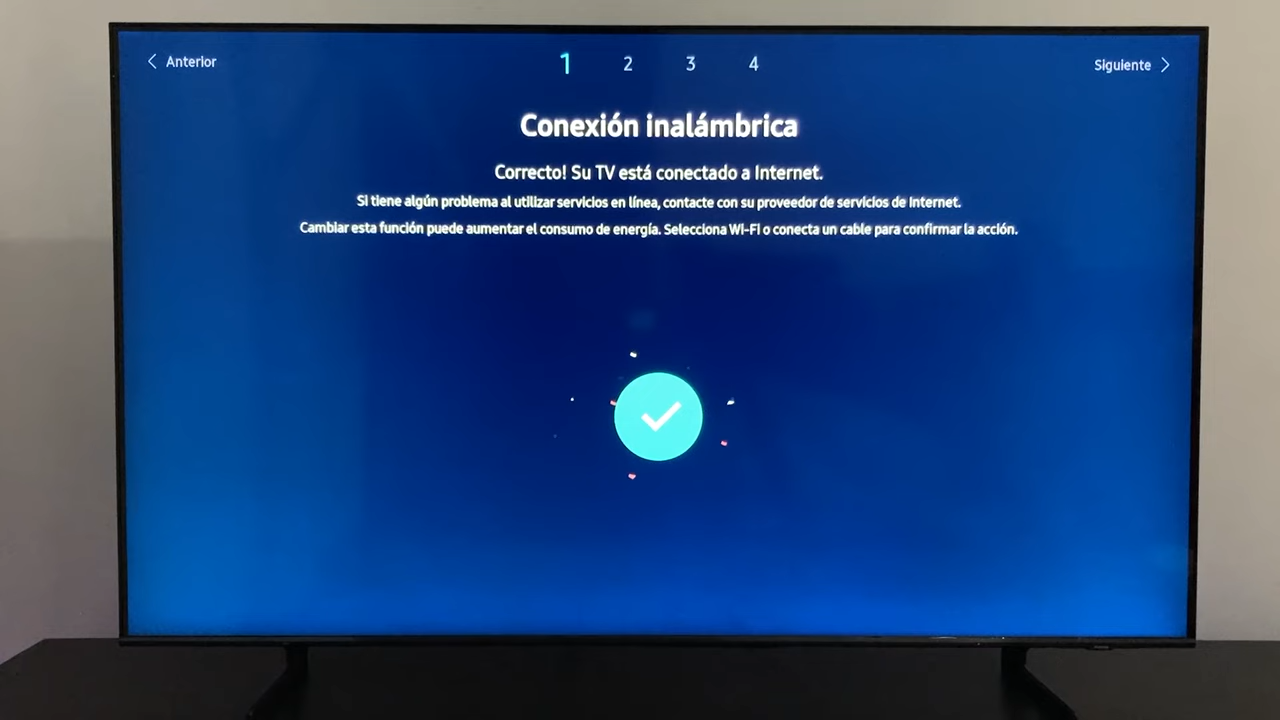 Anterior
1 2 3 4
Siguiente
Conexión inalámbrica
Correcto! Su TV está conectado a Internet.
Si tiene algún problema al utilizar servicios en línea, contacte con su proveedor de servicios de Internet.
Cambiar esta función puede aumentar el consumo de energía. Selecciona Wi-Fi o conecta un cable para confirmar la acción.